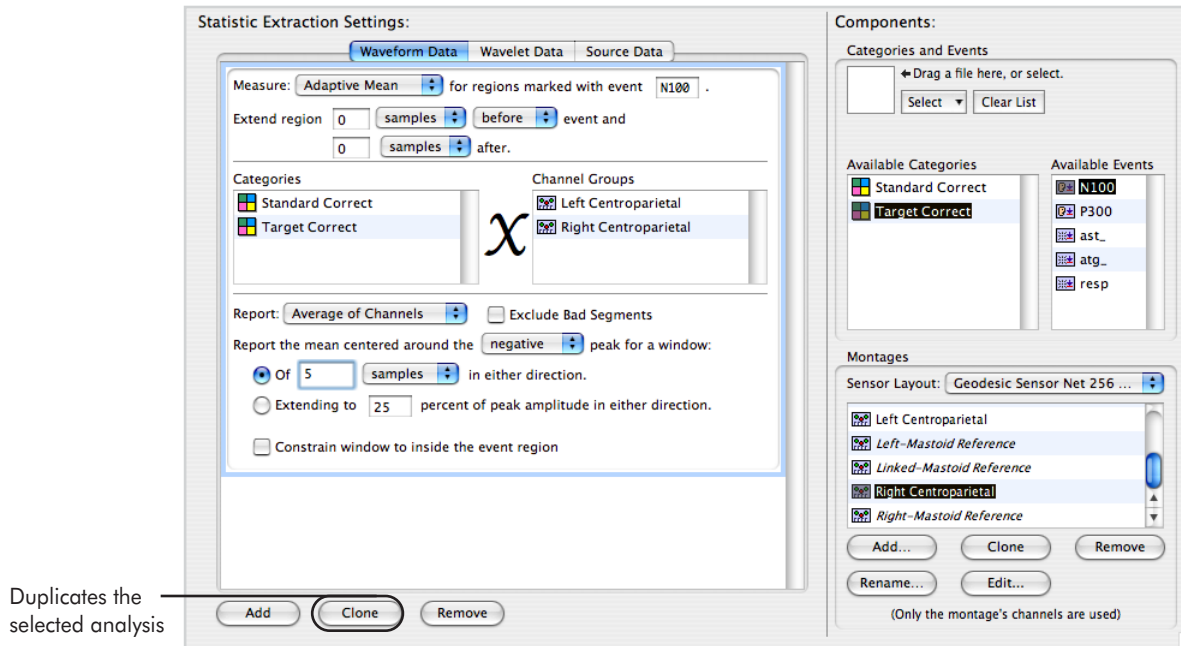 Statistic Extraction Settings:
Waveform Data Wavelet Data Source Data
Measure: Adaptive Mean for regions marked with event N100 .
Extend region 0 samples before event and
0 samples after.
Categories Channel Groups
Standard Correct Left Centroparietal
Target Correct X Right Centroparietal
Report: Average of Channels Exclude Bad Segments
Report the mean centered around the negative peak for a window:
Of 5 samples in either direction.
Extending to 25 percent of peak amplitude in either direction.
Constrain window to inside the event region
Add Clone Remove
Duplicates the
selected analysis
Components:
Categories and Events
Drag a file here, or select.
Select Clear List
Available Categories Available Events
Standard Correct N100
Target Correct P300
ast_
atg_
resp
Montages
Sensor Layout: Geodesic Sensor Net 256 ...
Left Centroparietal
Left-Mastoid Reference
Linked-Mastoid Reference
Right Centroparietal
Right-Mastoid Reference
Add... Clone Remove
Rename... Edit...
(Only the montage's channels are used)